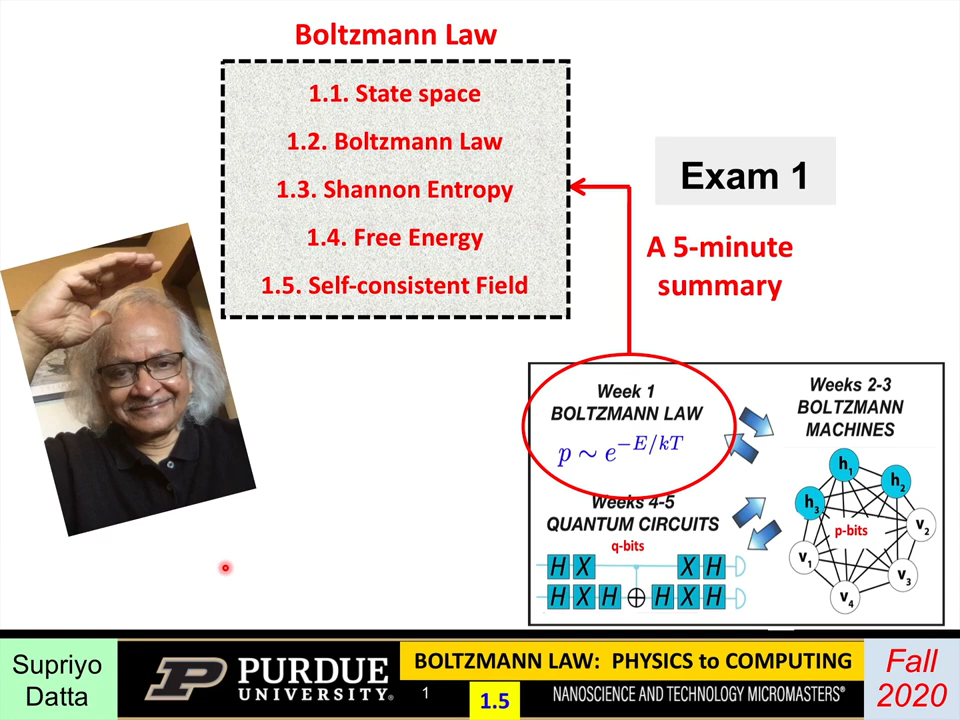 Boltzmann Law
1.1. State space
1.2. Boltzmann Law
1.3. Shannon Entropy
1.4. Free Energy
1.5. Self-consistent Field
Exam 1
A 5-minute
summary
Week 1
BOLTZMANN LAW
p ~ e^{-E/kT}
Weeks 2-3
BOLTZMANN
MACHINES
h1
h2
h3
p-bits
v2
v1
v3
v4
Weeks 4-5
QUANTUM CIRCUITS
q-bits
H X X H
H X H H X H
Supriyo
Datta
PURDUE
UNIVERSITY®
1
BOLTZMANN LAW: PHYSICS to COMPUTING
1.5
NANOSCIENCE AND TECHNOLOGY MICROMASTERS®
Fall
2020